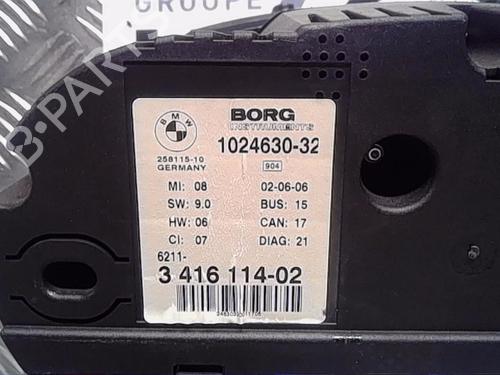 GROUPE
B-PARTS
BMW
BORG
INSTRUMENTS
1024630-32
258115-10
GERMANY
904
MI: 08
02-06-06
SW: 9.0
BUS: 15
HW: 06
CAN: 17
CI: 07
DIAG: 21
6211-
3 416 114-02